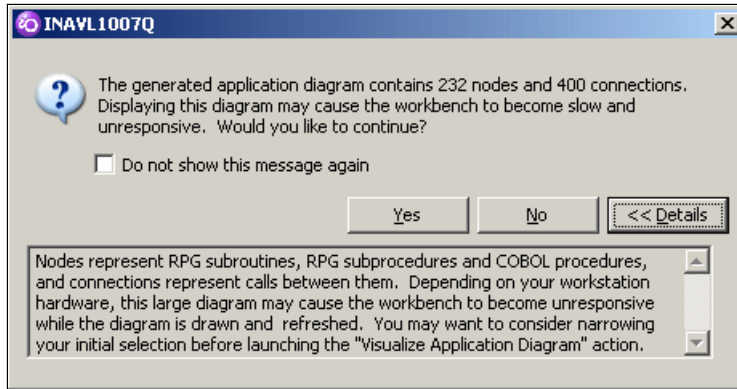 INAVL1007Q
The generated application diagram contains 232 nodes and 400 connections.
Displaying this diagram may cause the workbench to become slow and
unresponsive. Would you like to continue?
Do not show this message again
Yes No << Details
Nodes represent RPG subroutines, RPG subprocedures and COBOL procedures,
and connections represent calls between them. Depending on your workstation
hardware, this large diagram may cause the workbench to become unresponsive
while the diagram is drawn and refreshed. You may want to consider narrowing
your initial selection before launching the "Visualize Application Diagram" action.